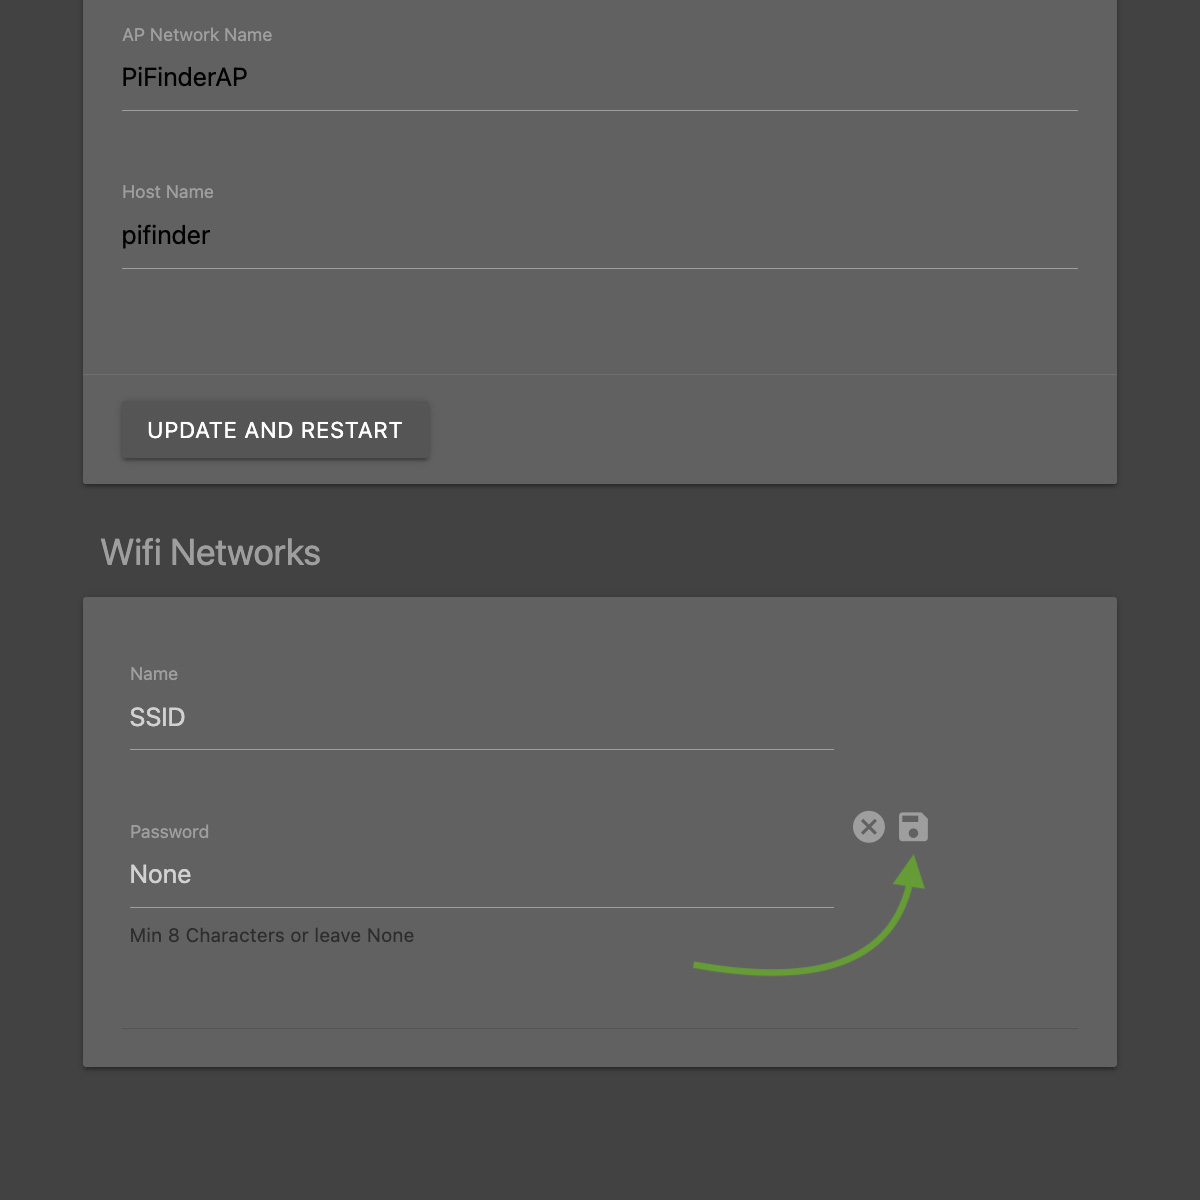 AP Network Name
PiFinderAP
Host Name
pifinder
UPDATE AND RESTART
Wifi Networks
Name
SSID
Password
None
Min 8 Characters or leave None